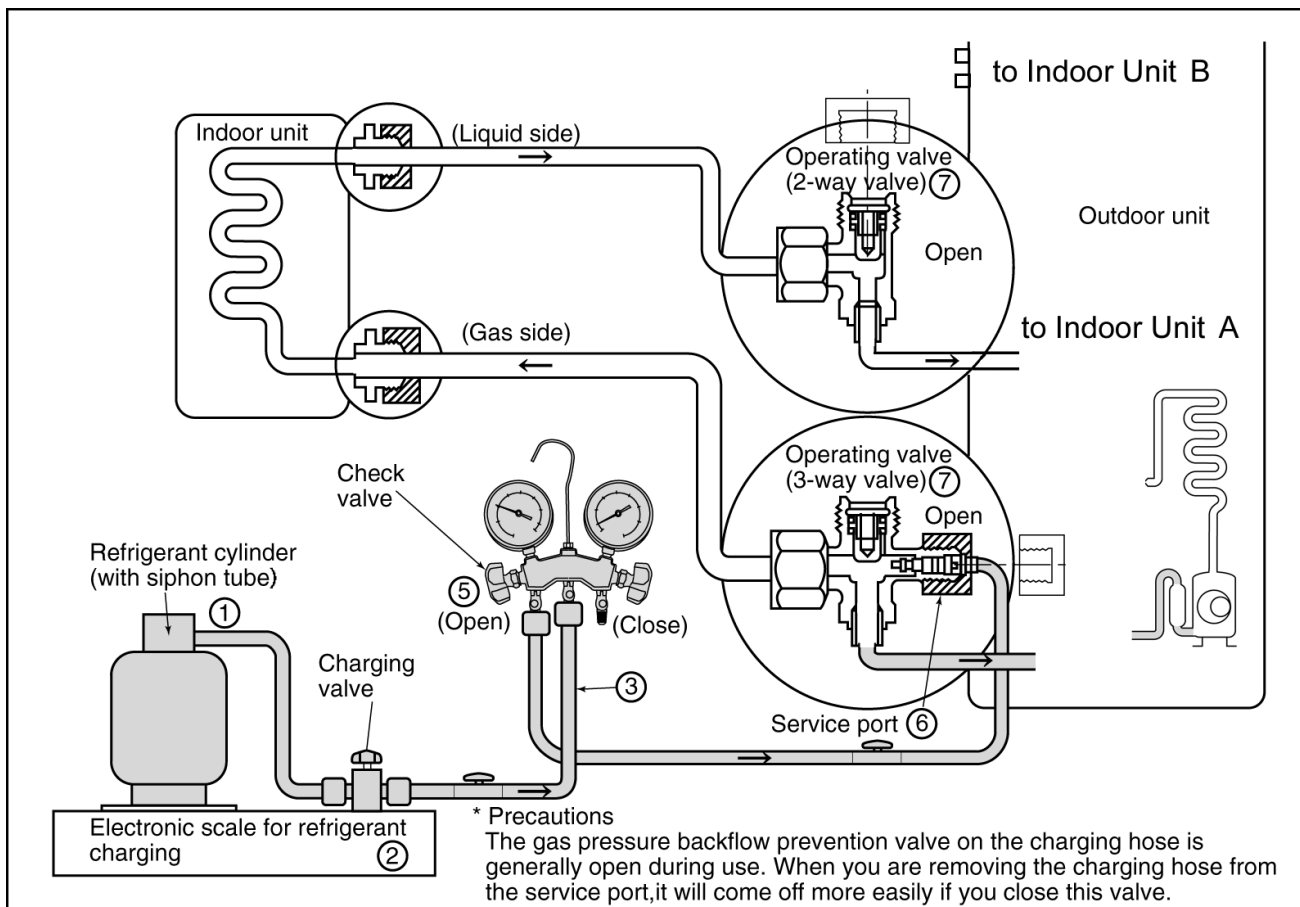 to Indoor Unit B
Indoor unit
(Liquid side)
Operating valve
(2-way valve) ⑦
Open
Outdoor unit
to Indoor Unit A
(Gas side)
Operating valve
(3-way valve) ⑦
Open
Check
valve
⑤
(Open)
(Close)
Refrigerant cylinder
(with siphon tube)
①
Charging
valve
③
Service port ⑥
Electronic scale for refrigerant
charging ②
* Precautions
The gas pressure backflow prevention valve on the charging hose is
generally open during use. When you are removing the charging hose from
the service port,it will come off more easily if you close this valve.